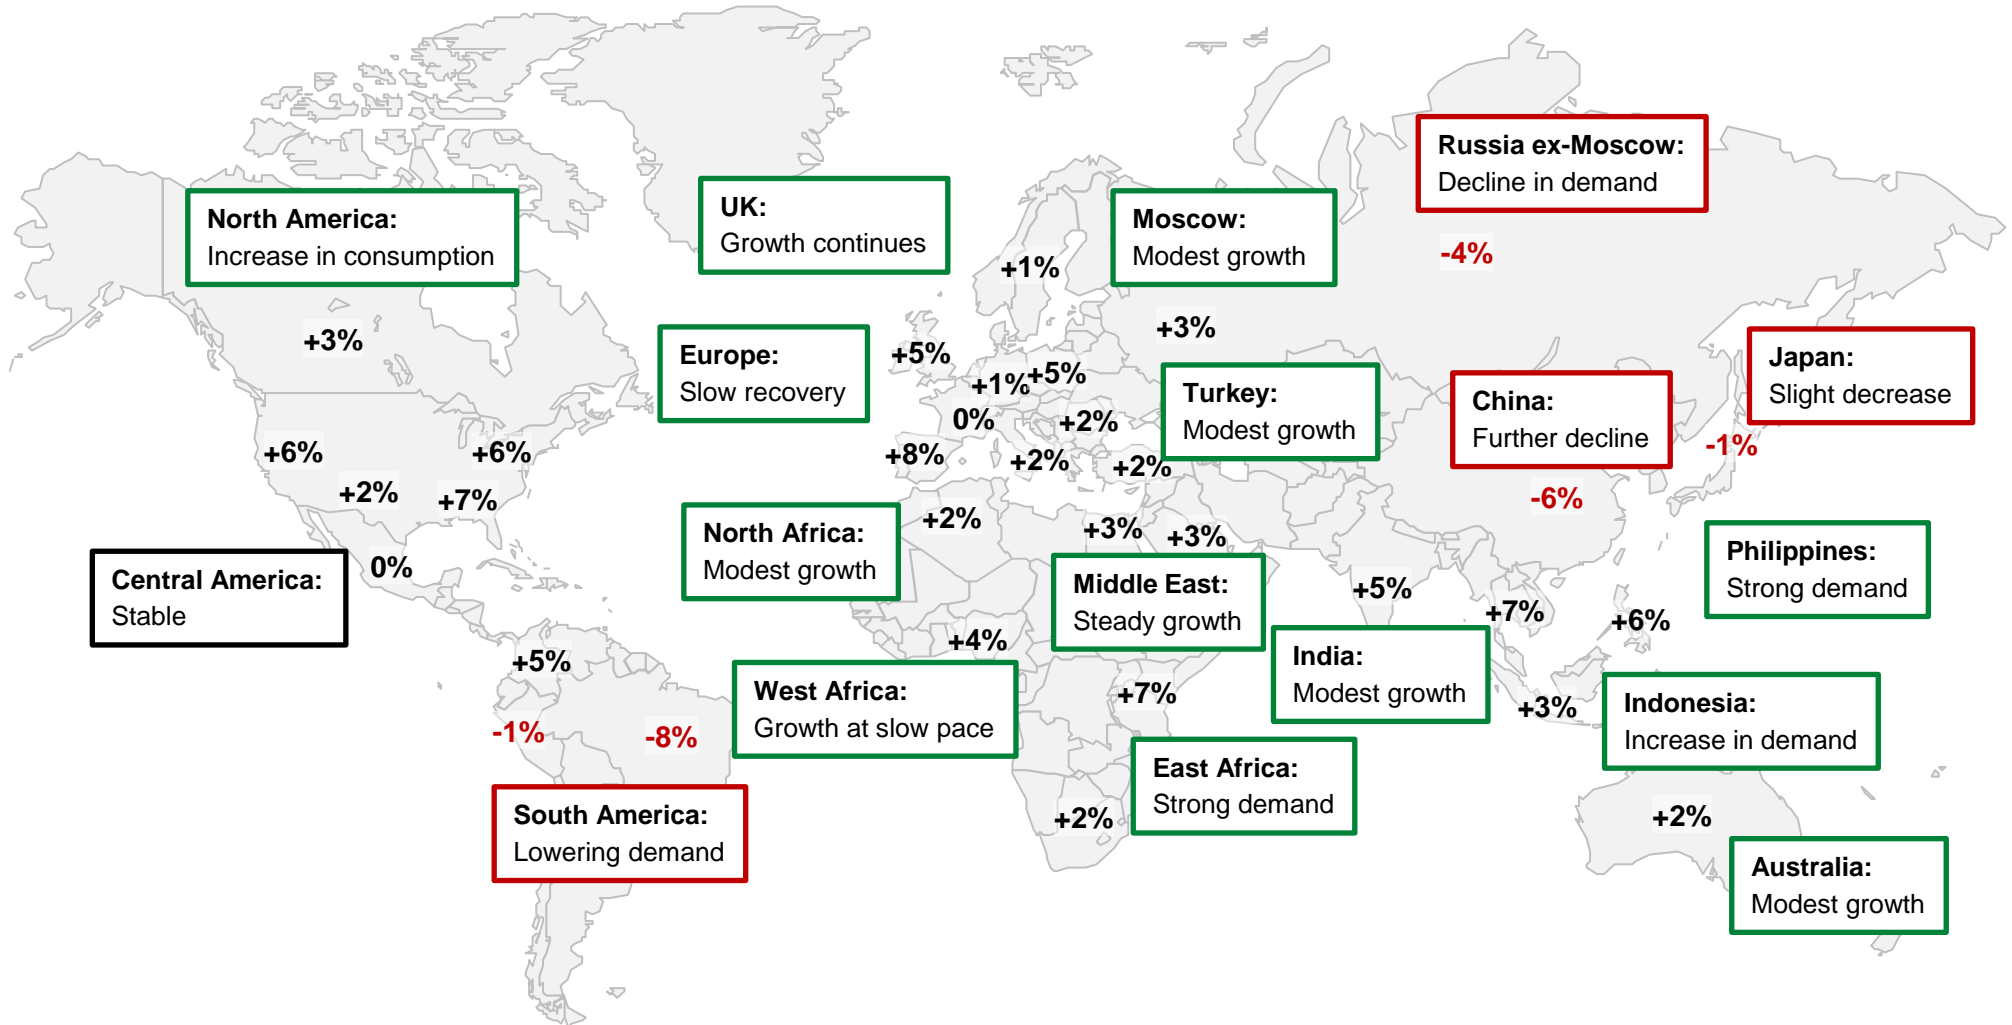 Russia ex-Moscow:
Decline in demand
North America:
Increase in consumption
UK:
Growth continues
Moscow:
Modest growth
-4%
+1%
+3%
+3%
Europe:
Slow recovery
+5%
+1%
+5%
Japan:
Slight decrease
Turkey:
Modest growth
China:
Further decline
0%
+2%
-1%
+6%
+6%
+8%
+2%
+2%
+2%
+7%
-6%
North Africa:
Modest growth
+2%
+3%
+3%
Philippines:
Strong demand
Central America:
Stable
0%
Middle East:
Steady growth
+5%
+7%
+6%
+4%
+5%
India:
Modest growth
West Africa:
Growth at slow pace
+7%
+3%
Indonesia:
Increase in demand
-1%
-8%
East Africa:
Strong demand
South America:
Lowering demand
+2%
+2%
Australia:
Modest growth